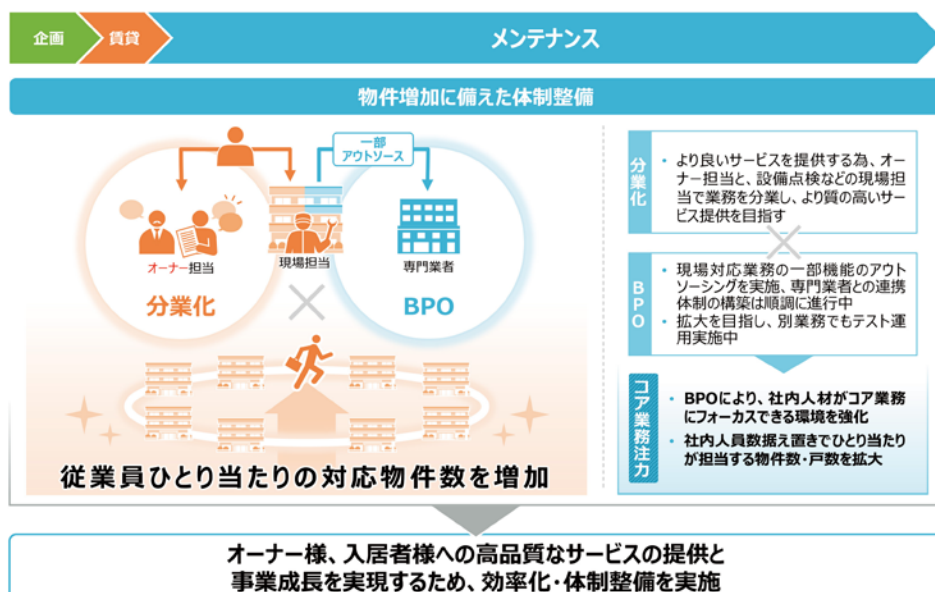 企画
賃貸
メンテナンス
物件増加に備えた体制整備
一部
アウトソース
オーナー担当
現場担当
専門業者
分業化
BPO
従業員ひとり当たりの対応物件数を増加
分業化
• より良いサービスを提供する為、オー
ナー担当と、設備点検などの現場担
当で業務を分業し、より質の高いサー
ビス提供を目指す
BPO
• 現場対応業務の一部機能のアウト
ソーシングを実施、専門業者との連携
体制の構築は順調に進行中
• 拡大を目指し、別業務でもテスト運
用実施中
コア業務注力
• BPOにより、社内人材がコア業務
にフォーカスできる環境を強化
• 社内人員数据え置きでひとり当たり
が担当する物件数・戸数を拡大
オーナー様、入居者様への高品質なサービスの提供と
事業成長を実現するため、効率化・体制整備を実施